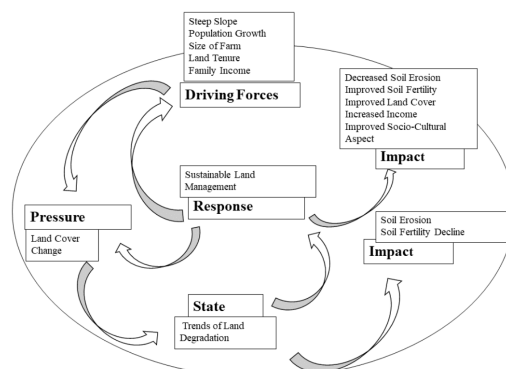 Steep Slope
Population Growth
Size of Farm
Land Tenure
Family Income
Driving Forces
Decreased Soil Erosion
Improved Soil Fertility
Improved Land Cover
Increased Income
Improved Socio-Cultural
Aspect
Impact
Sustainable Land
Management
Response
Pressure
Land Cover
Change
Soil Erosion
Soil Fertility Decline
Impact
State
Trends of Land
Degradation